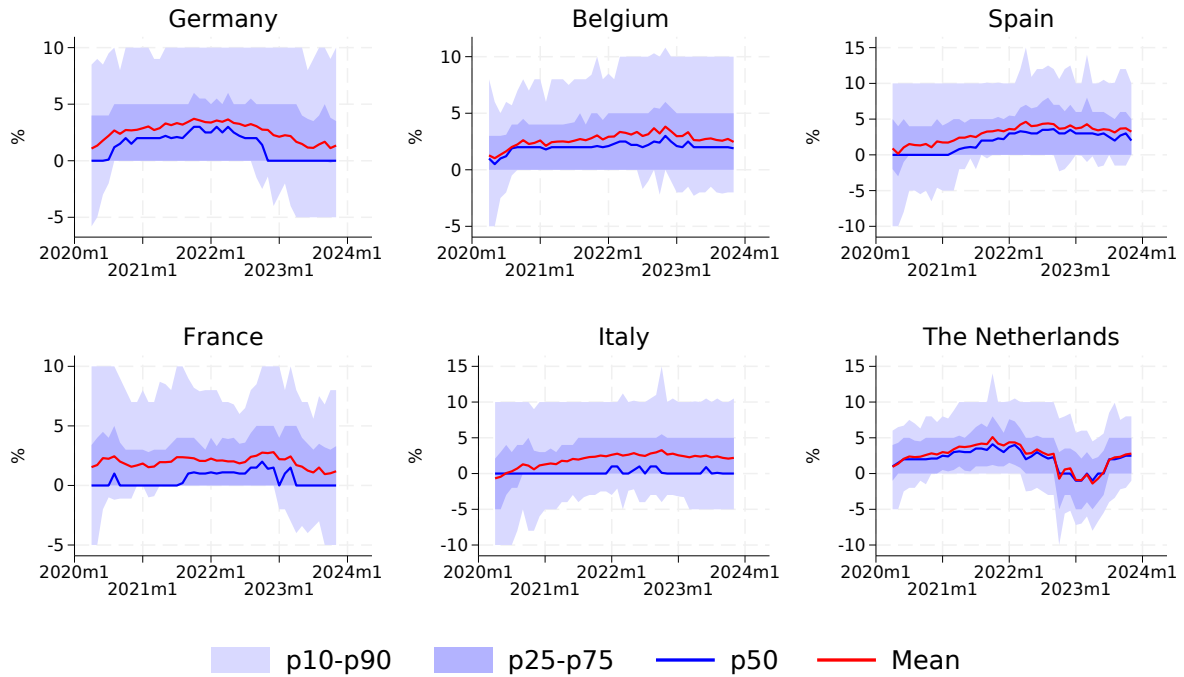 Germany
10
5
0
-5
%
2020m1
2021m1
2022m1
2023m1
2024m1
Belgium
10
5
0
-5
%
2020m1
2021m1
2022m1
2023m1
2024m1
Spain
15
10
5
0
-5
-10
%
2020m1
2021m1
2022m1
2023m1
2024m1
France
10
5
0
-5
%
2020m1
2021m1
2022m1
2023m1
2024m1
Italy
15
10
5
0
-5
-10
%
2020m1
2021m1
2022m1
2023m1
2024m1
The Netherlands
15
10
5
0
-5
-10
%
2020m1
2021m1
2022m1
2023m1
2024m1
p10-p90 p25-p75 p50 Mean